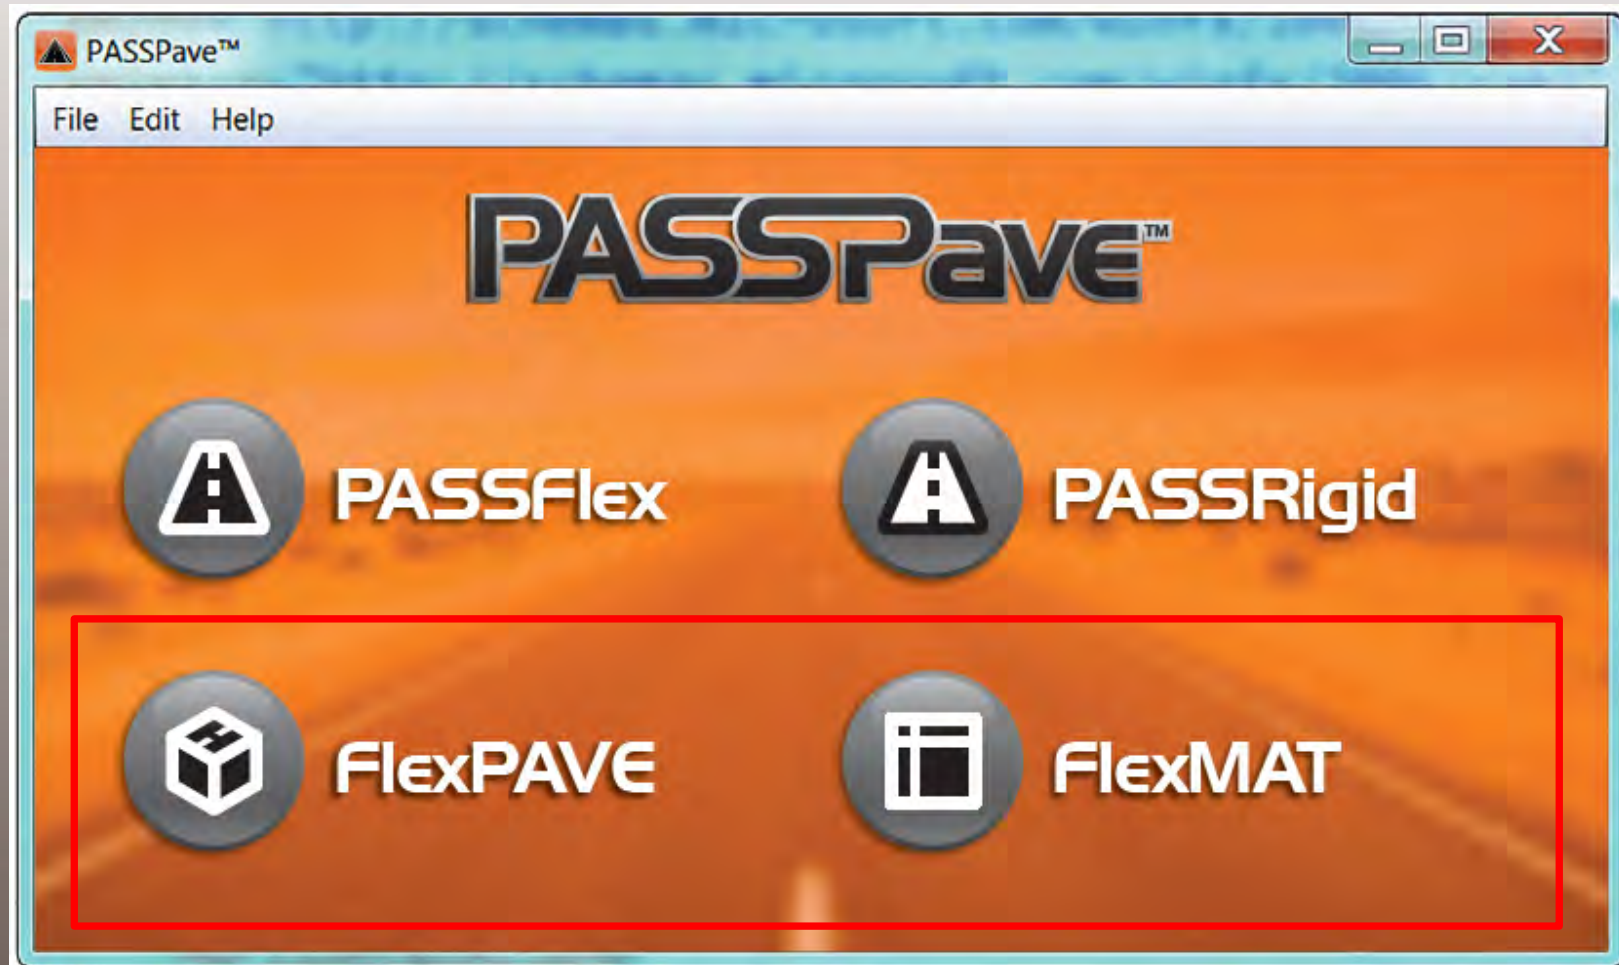 PASSPave™
File Edit Help
PASSPave™
PASSFlex PASSRigid
FlexPAVE FlexMAT